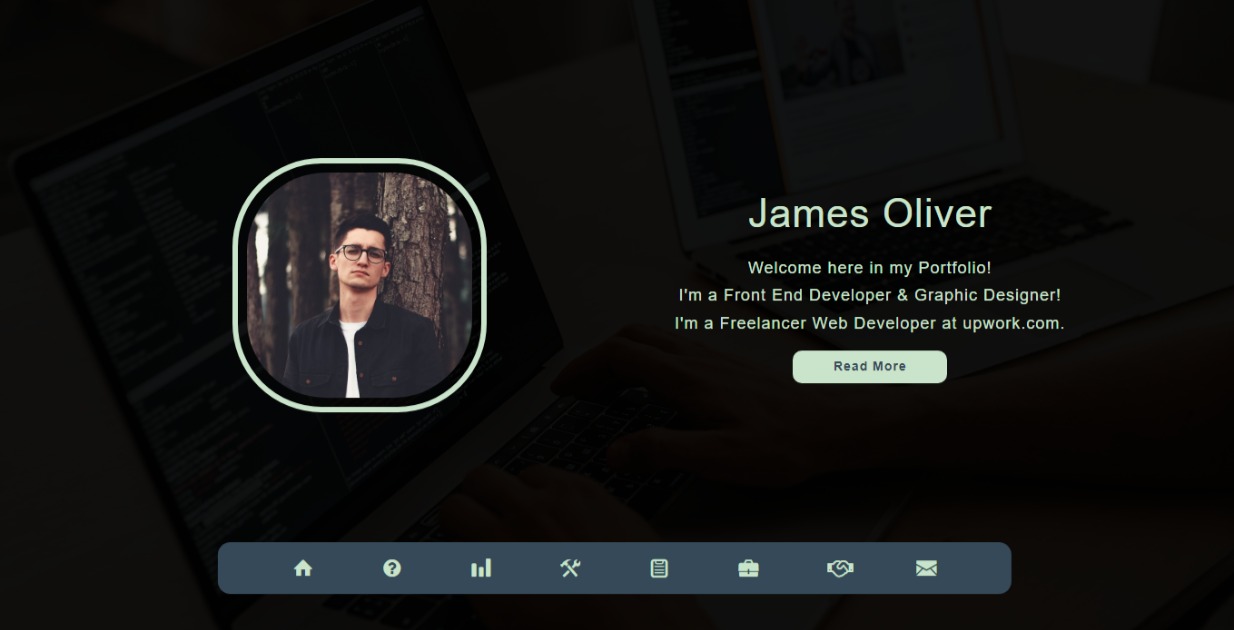 James Oliver
Welcome here in my Portfolio!
I'm a Front End Developer & Graphic Designer!
I'm a Freelancer Web Developer at upwork.com.
Read More